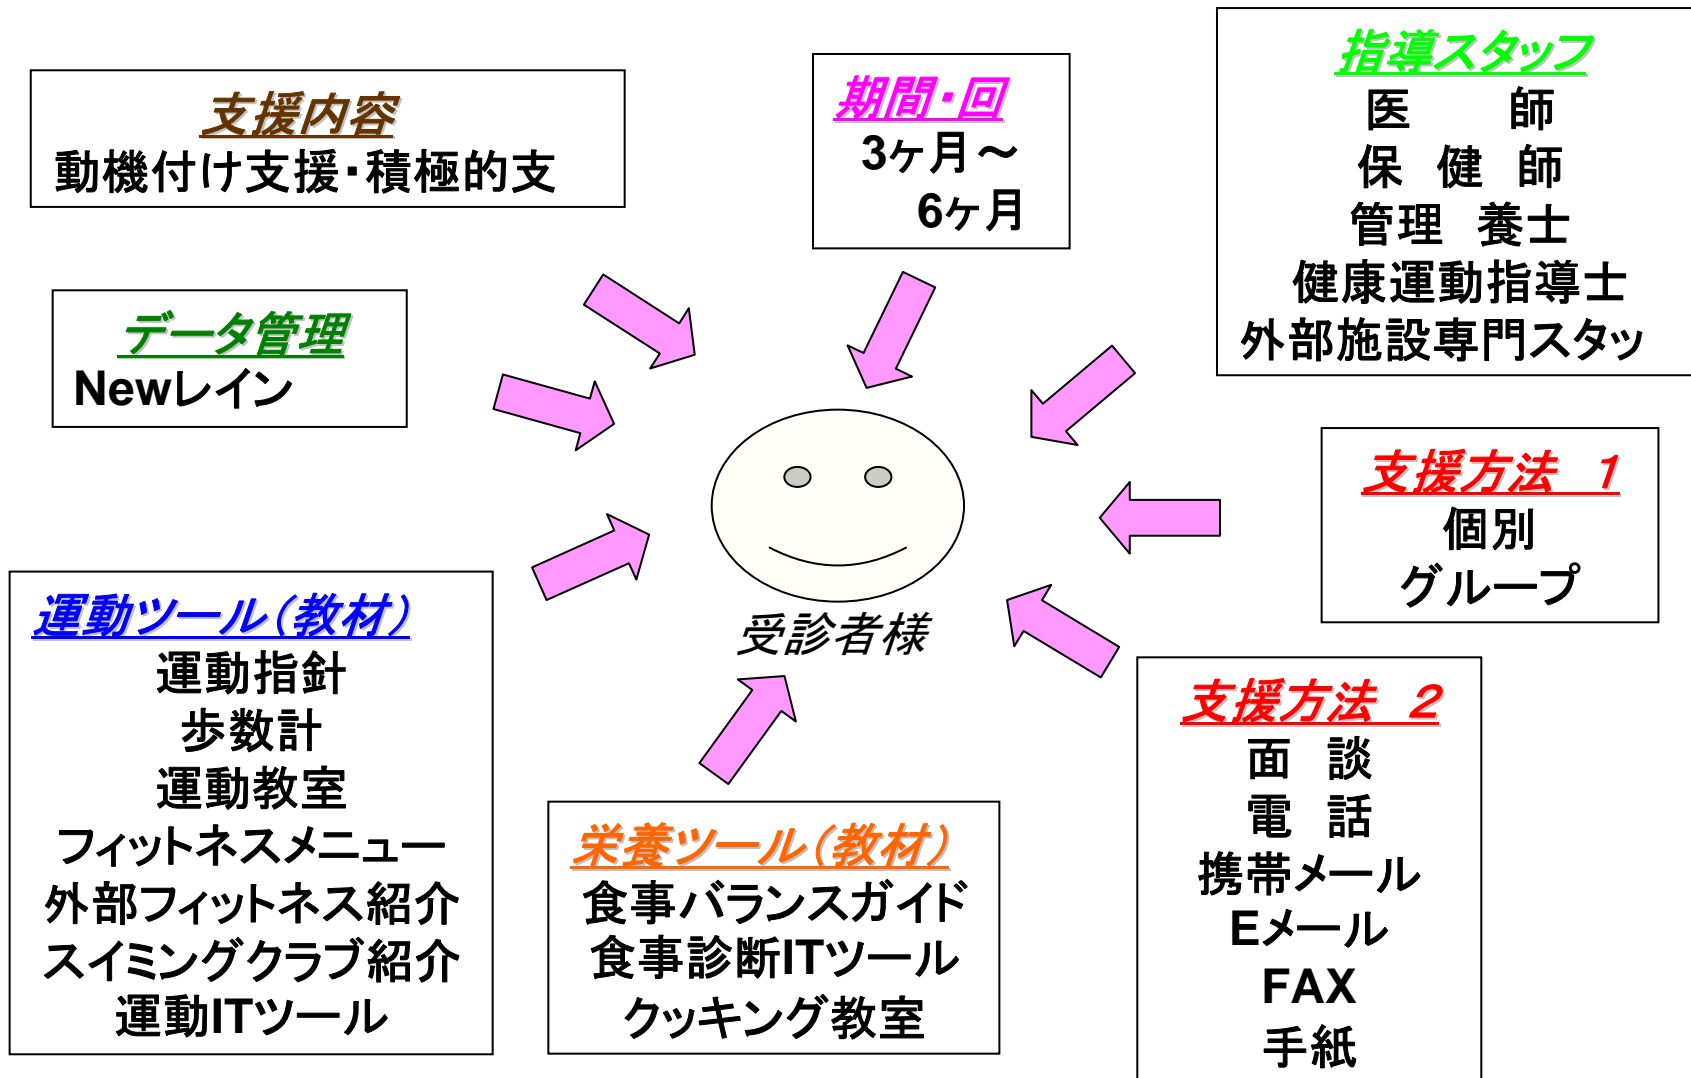 支援内容
動機付け支援・積極的支
期間・回
3ヶ月～
6ヶ月
指導スタッフ
医　　師
保　健　師
管理　養士
健康運動指導士
外部施設専門スタッ
データ管理
Newレイン
支援方法　1
個別
グループ
受診者様
運動ツール（教材）
運動指針
歩数計
運動教室
フィットネスメニュー
外部フィットネス紹介
スイミングクラブ紹介
運動ITツール
栄養ツール（教材）
食事バランスガイド
食事診断ITツール
クッキング教室
支援方法　２
面　談
電　話
携帯メール
Eメール
FAX
手紙